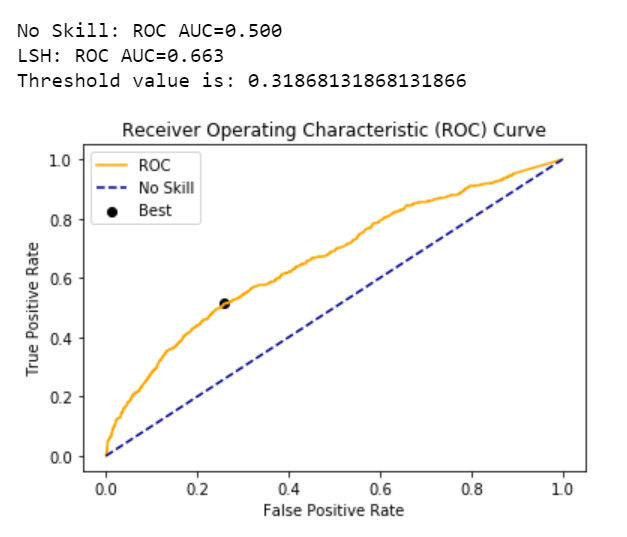 No Skill: ROC AUC=0.500
LSH: ROC AUC=0.663
Threshold value is: 0.31868131868131866
Receiver Operating Characteristic (ROC) Curve
ROC
No Skill
Best
True Positive Rate
1.0
0.8
0.6
0.4
0.2
0.0
0.0 0.2 0.4 0.6 0.8 1.0
False Positive Rate